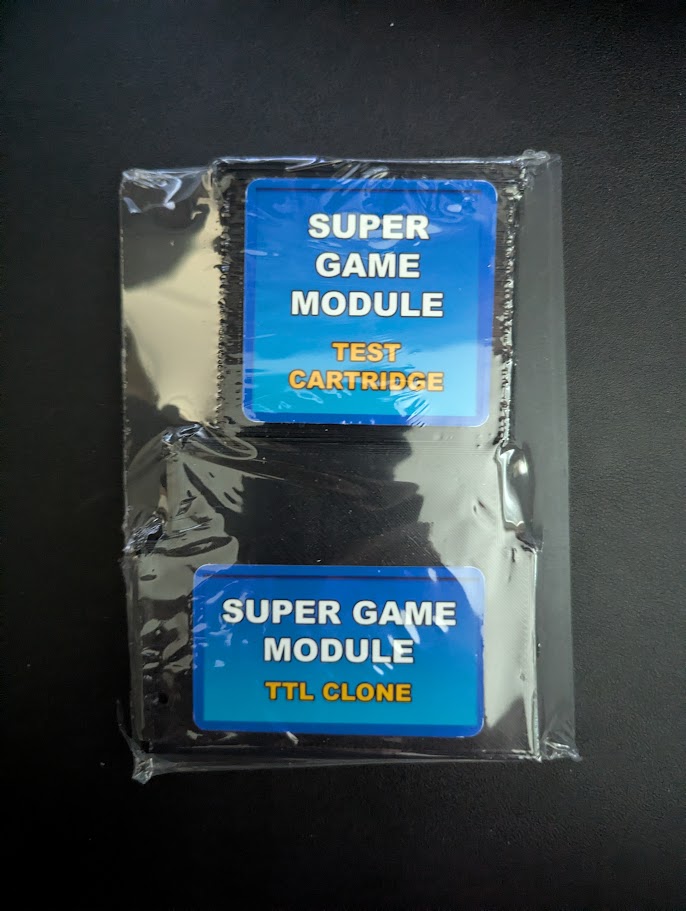 SUPER
GAME
MODULE
TEST
CARTRIDGE
SUPER GAME
MODULE
TTL CLONE